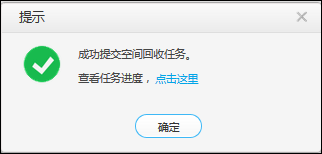 提示
成功提交空间回收任务。
查看任务进度，点击这里
确定